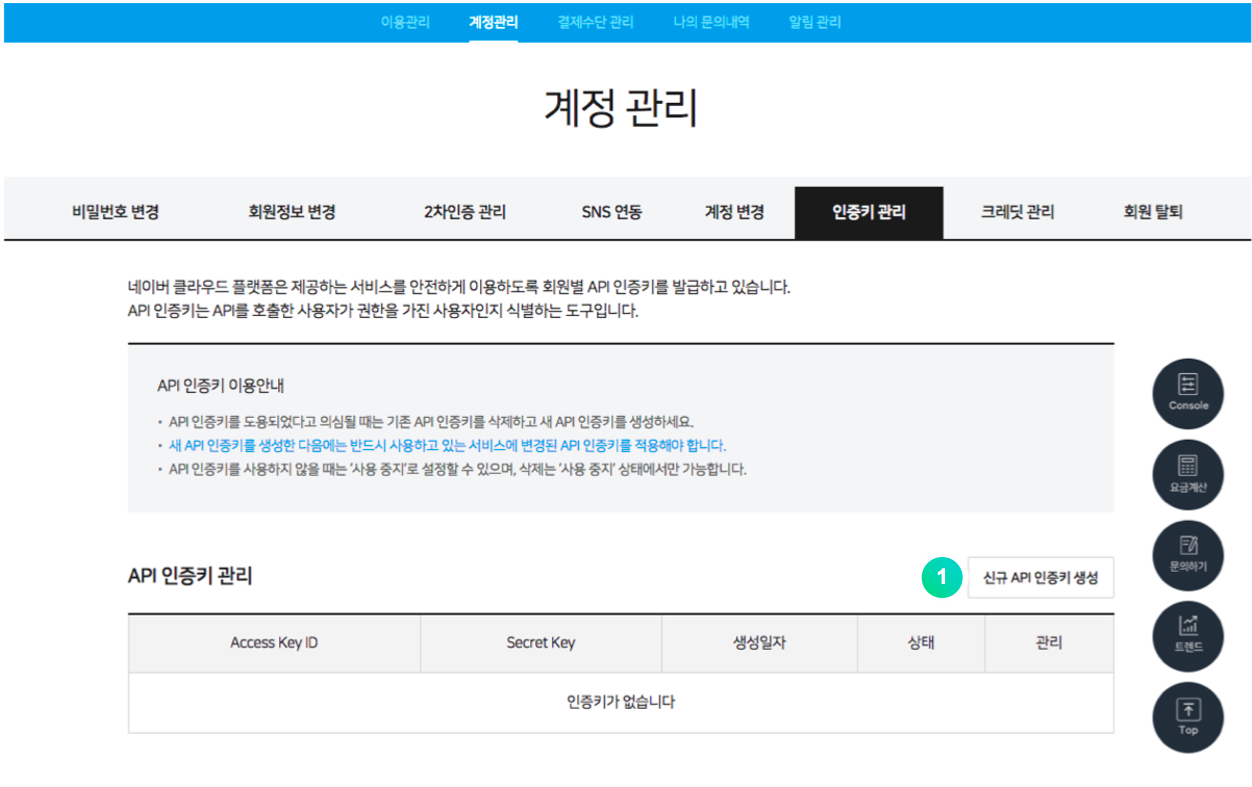 이용관리 계정관리 결제수단 관리 나의 문의내역 알림 관리
계정 관리
비밀번호 변경 회원정보 변경 2차인증 관리 SNS 연동 계정 변경 인증키 관리 크레딧 관리 회원 탈퇴
네이버 클라우드 플랫폼은 제공하는 서비스를 안전하게 이용하도록 회원별 API 인증키를 발급하고 있습니다.
API 인증키는 API를 호출한 사용자가 권한을 가진 사용자인지 식별하는 도구입니다.
API 인증키 이용안내
• API 인증키를 도용되었다고 의심될 때는 기존 API 인증키를 삭제하고 새 API 인증키를 생성하세요.
• 새 API 인증키를 생성한 다음에는 반드시 사용하고 있는 서비스에 변경된 API 인증키를 적용해야 합니다.
• API 인증키를 사용하지 않을 때는 '사용 중지'로 설정할 수 있으며, 삭제는 '사용 중지' 상태에서만 가능합니다.
Console
요금계산
문의하기
트렌드
Top
API 인증키 관리 1 신규 API 인증키 생성
Access Key ID Secret Key 생성일자 상태 관리
인증키가 없습니다